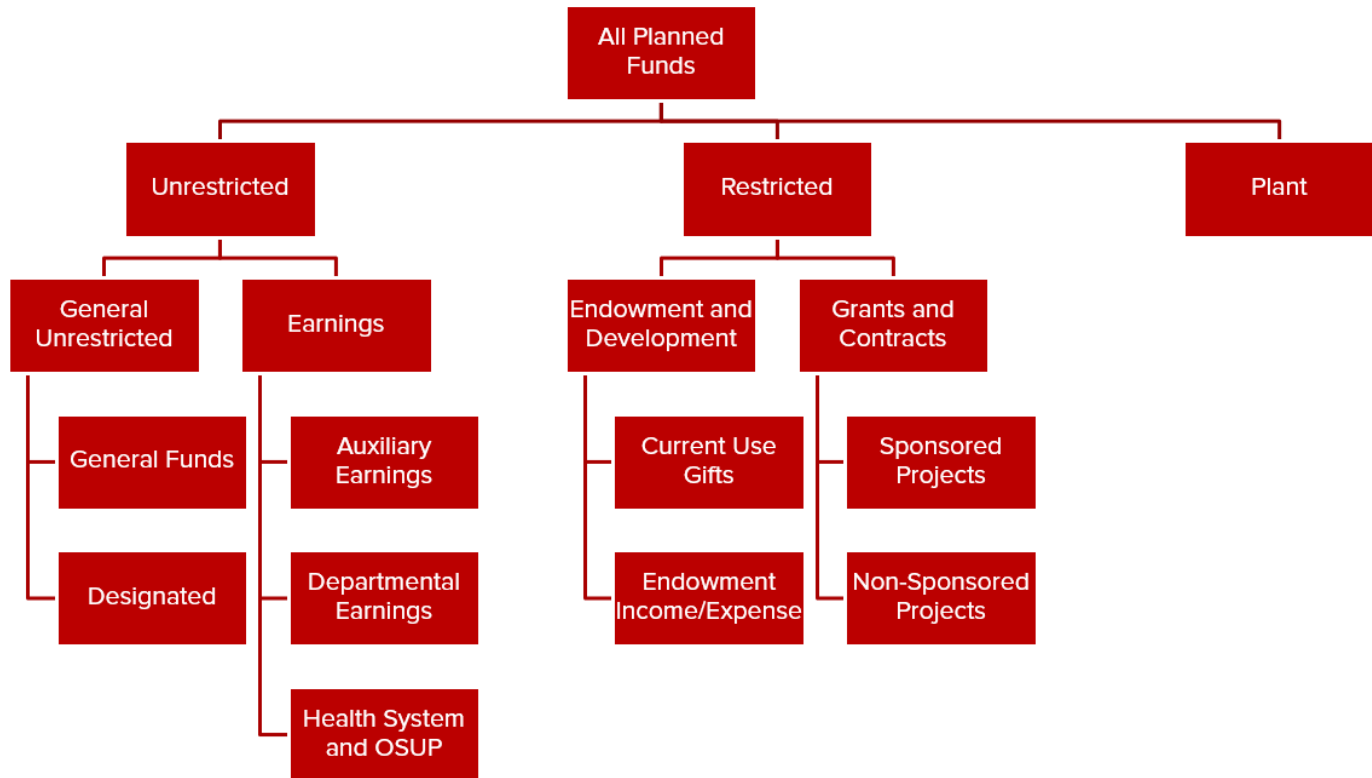 All Planned
Funds
Unrestricted
Restricted
Plant
General
Unrestricted
Earnings
Endowment and
Development
Grants and
Contracts
General Funds
Auxiliary
Earnings
Current Use
Gifts
Sponsored
Projects
Designated
Departmental
Earnings
Endowment
Income/Expense
Non-Sponsored
Projects
Health System
and OSUP